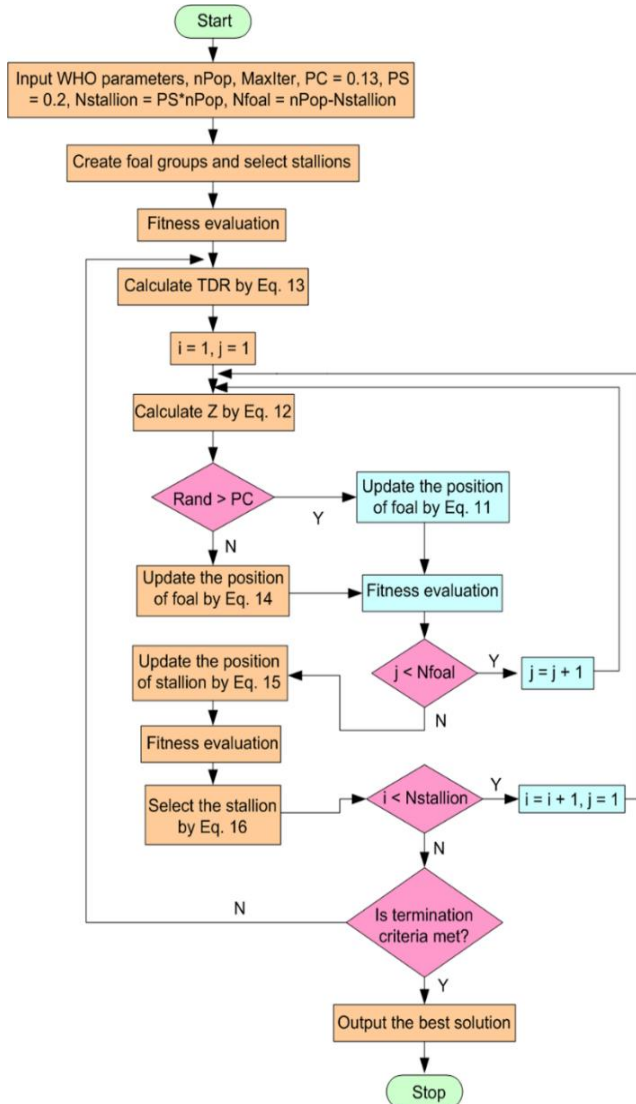 Start
Input WHO parameters, nPop, MaxIter, PC = 0.13, PS
= 0.2, Nstallion = PS*nPop, Nfoal = nPop-Nstallion
Create foal groups and select stallions
Fitness evaluation
Calculate TDR by Eq. 13
i = 1, j = 1
Calculate Z by Eq. 12
Rand > PC
Y
Update the position
of foal by Eq. 11
N
Update the position
of foal by Eq. 14
Fitness evaluation
j < Nfoal
Y
j = j + 1
N
Update the position
of stallion by Eq. 15
Fitness evaluation
Select the stallion
by Eq. 16
i < Nstallion
Y
i = i + 1, j = 1
N
Is termination
criteria met?
N
Y
Output the best solution
Stop